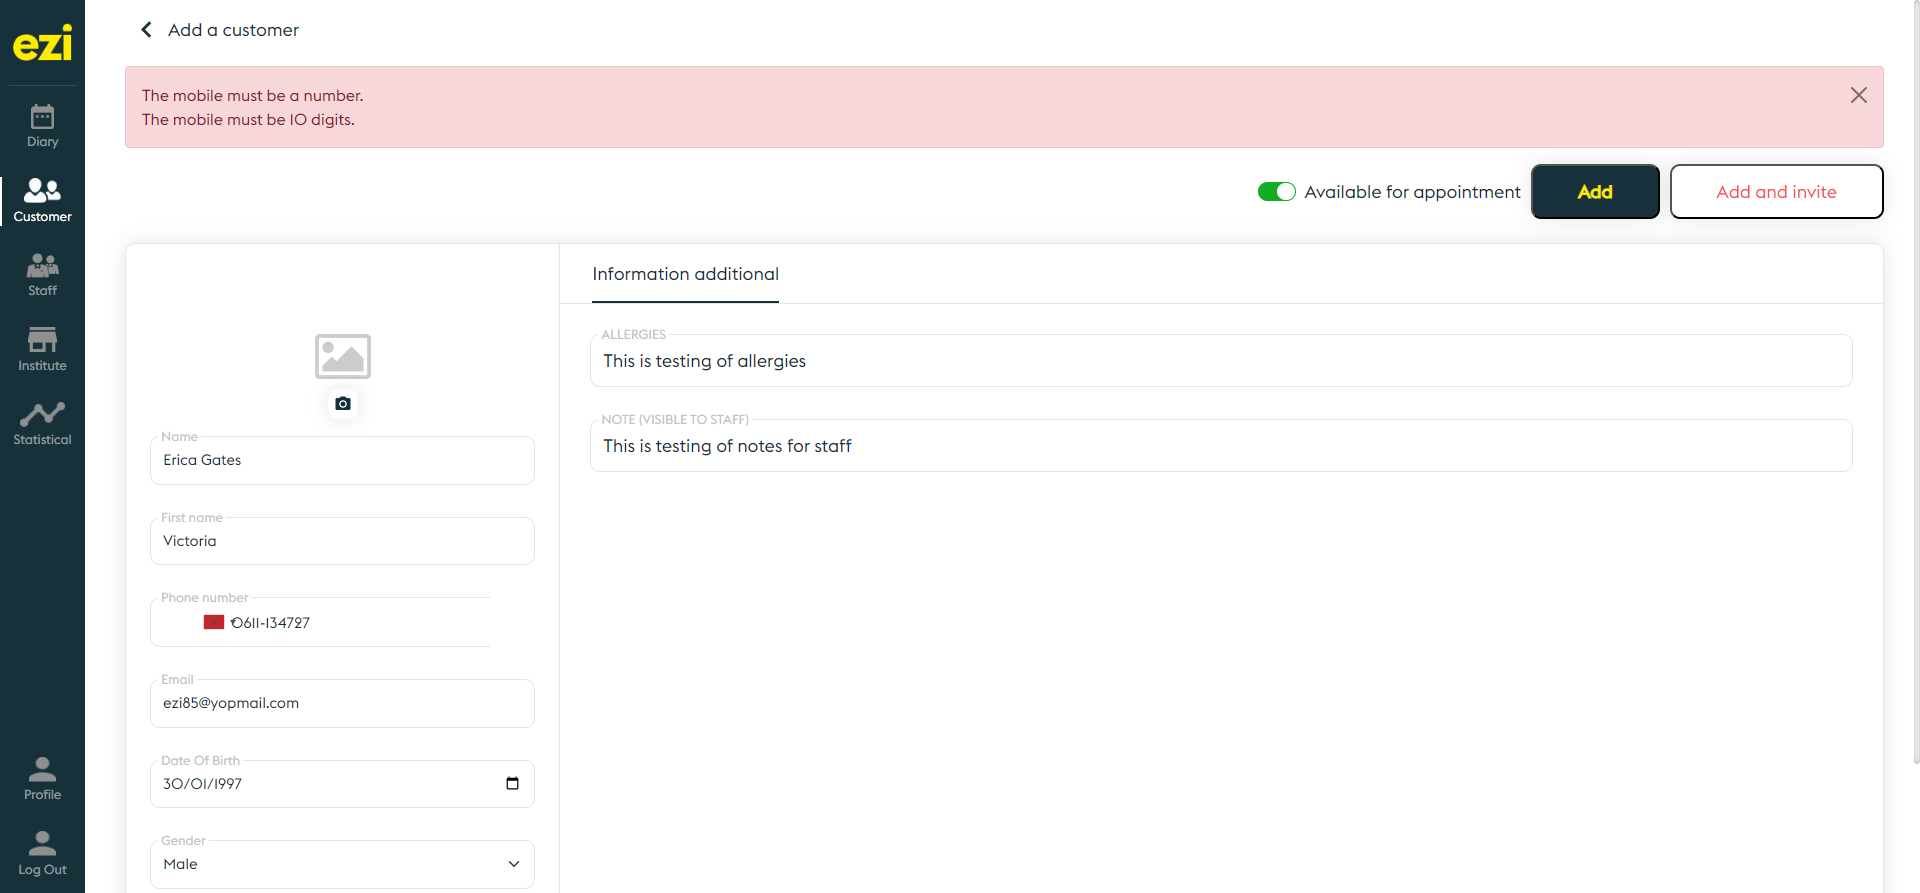 ezi
Diary
Customer
Staff
Institute
Statistical
Profile
Log Out
Add a customer
The mobile must be a number.
The mobile must be 10 digits.
Available for appointment
Add
Add and invite
Name
Erica Gates
First name
Victoria
Phone number
0611-134727
Email
ezi85@yopmail.com
Date Of Birth
30/01/1997
Gender
Male
Information additional
ALLERGIES
This is testing of allergies
NOTE (VISIBLE TO STAFF)
This is testing of notes for staff